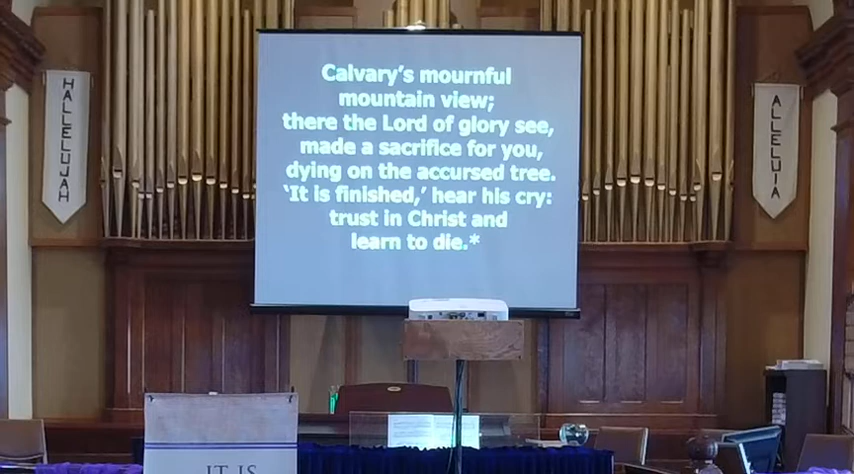 HALLELUJAH
Calvary’s mournful
mountain view;
there the Lord of glory see,
made a sacrifice for you,
dying on the accursed tree.
‘It is finished,’ hear his cry:
trust in Christ and
learn to die.*
ALLELUIA
IT IS